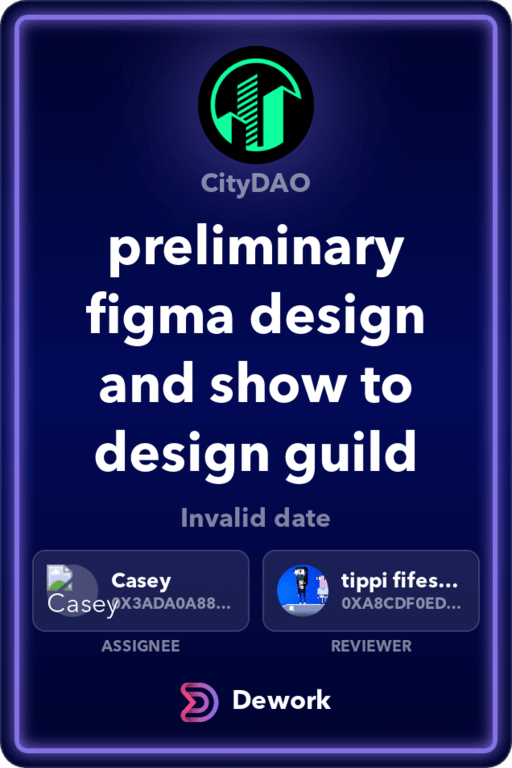 CityDAO
preliminary
figma design
and show to
design guild
Invalid date
Casey
Casey
0X3ADA0A88...
tippi fifes...
0XA8CDF0ED...
ASSIGNEE
REVIEWER
Dework